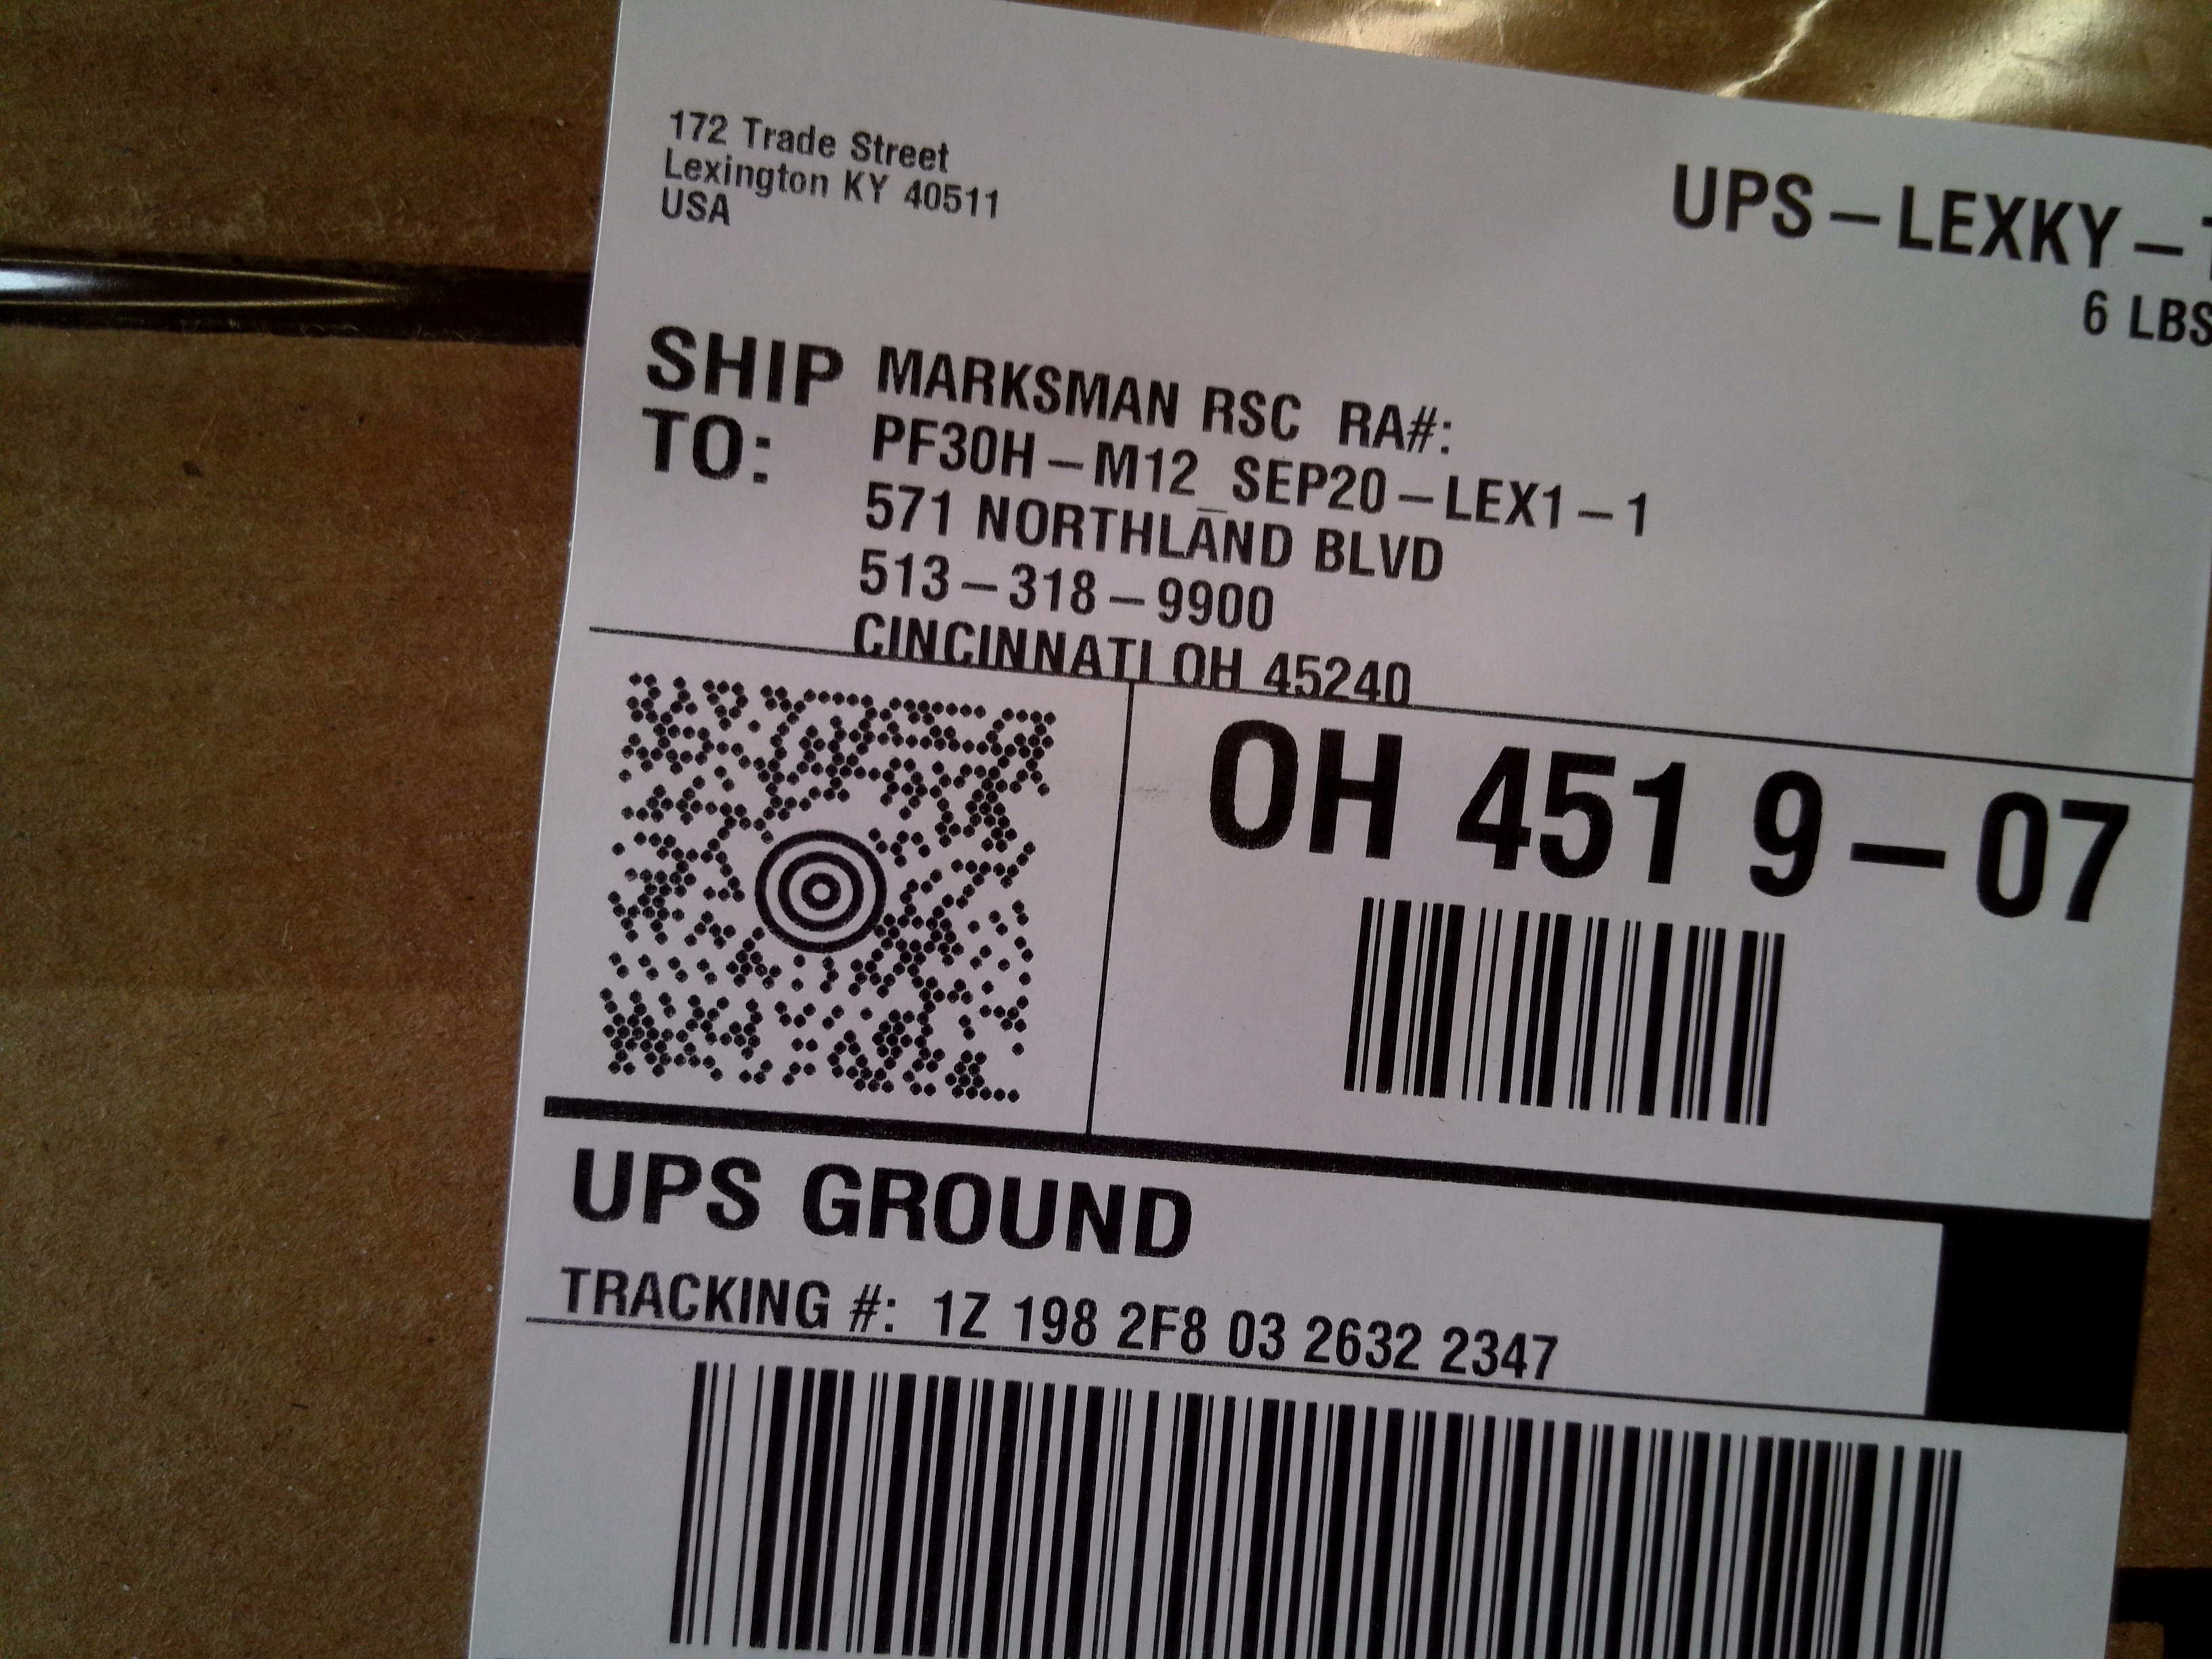 172 Trade Street
Lexington KY 40511
USA
UPS-LEXKY-
6 LBS
SHIP TO:
MARKSMAN RSC RA#:
PF30H-M12_SEP20-LEX1-1
571 NORTHLAND BLVD
513-318-9900
CINCINNATI OH 45240
OH 451 9-07
UPS GROUND
TRACKING #: 1Z 198 2F8 03 2632 2347